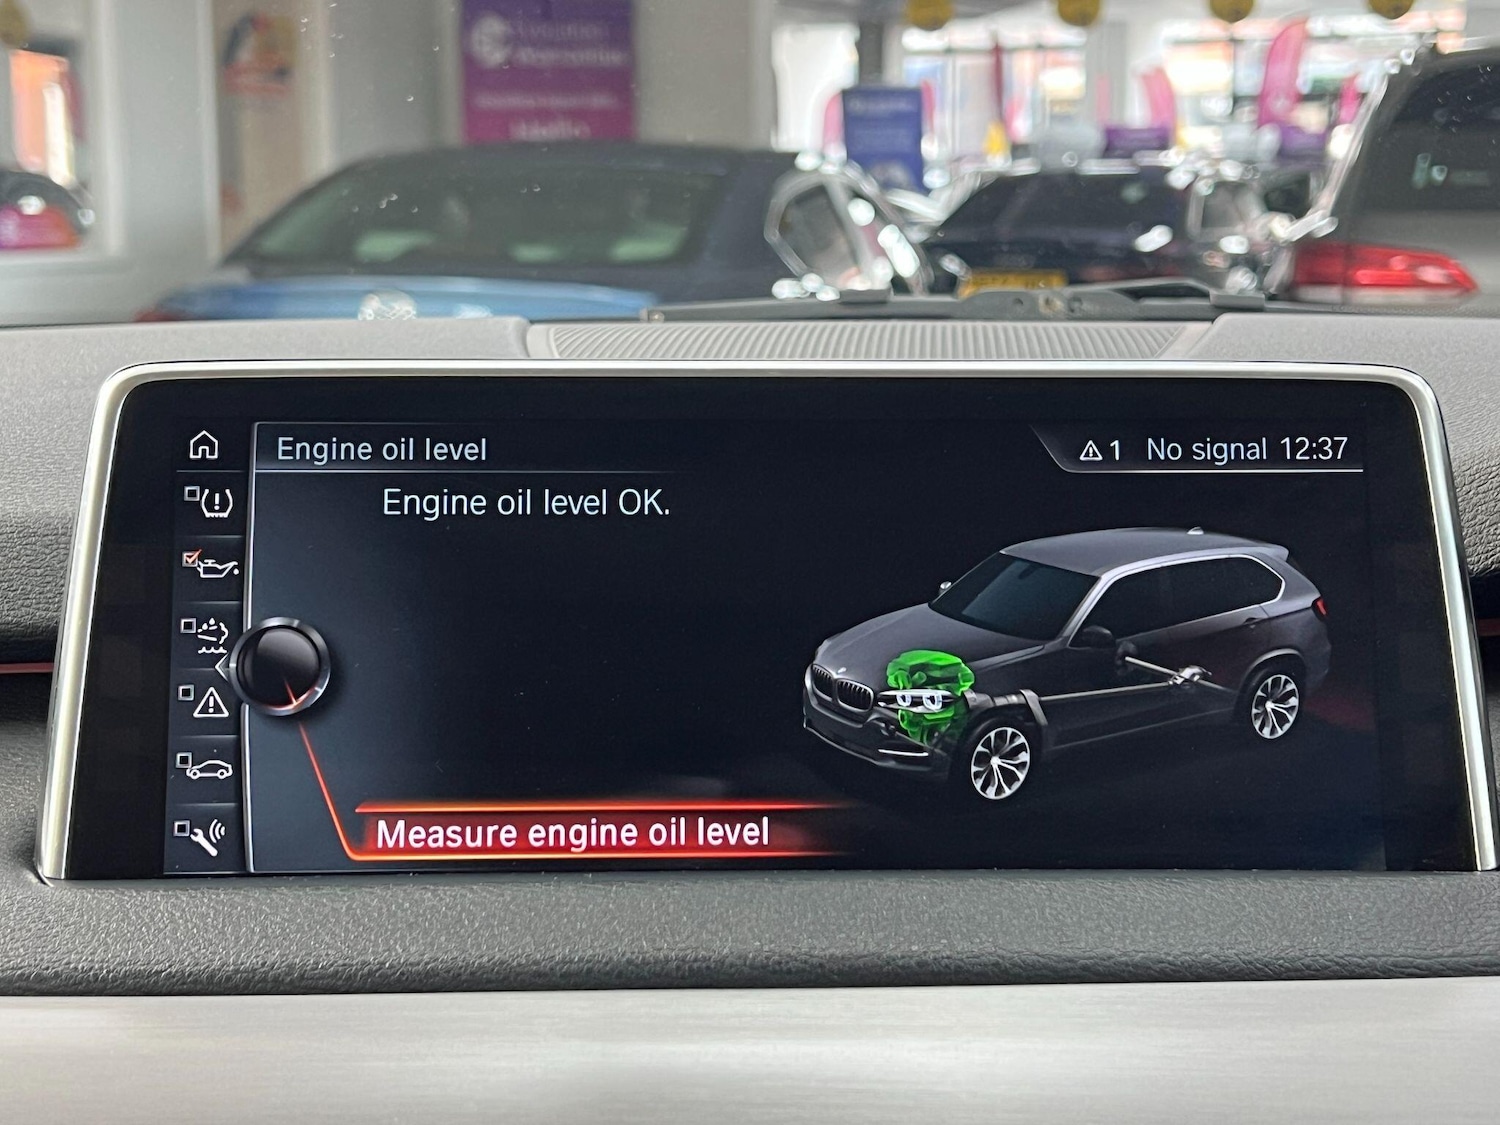 Engine oil level
1 No signal 12:37
Engine oil level OK.
Measure engine oil level